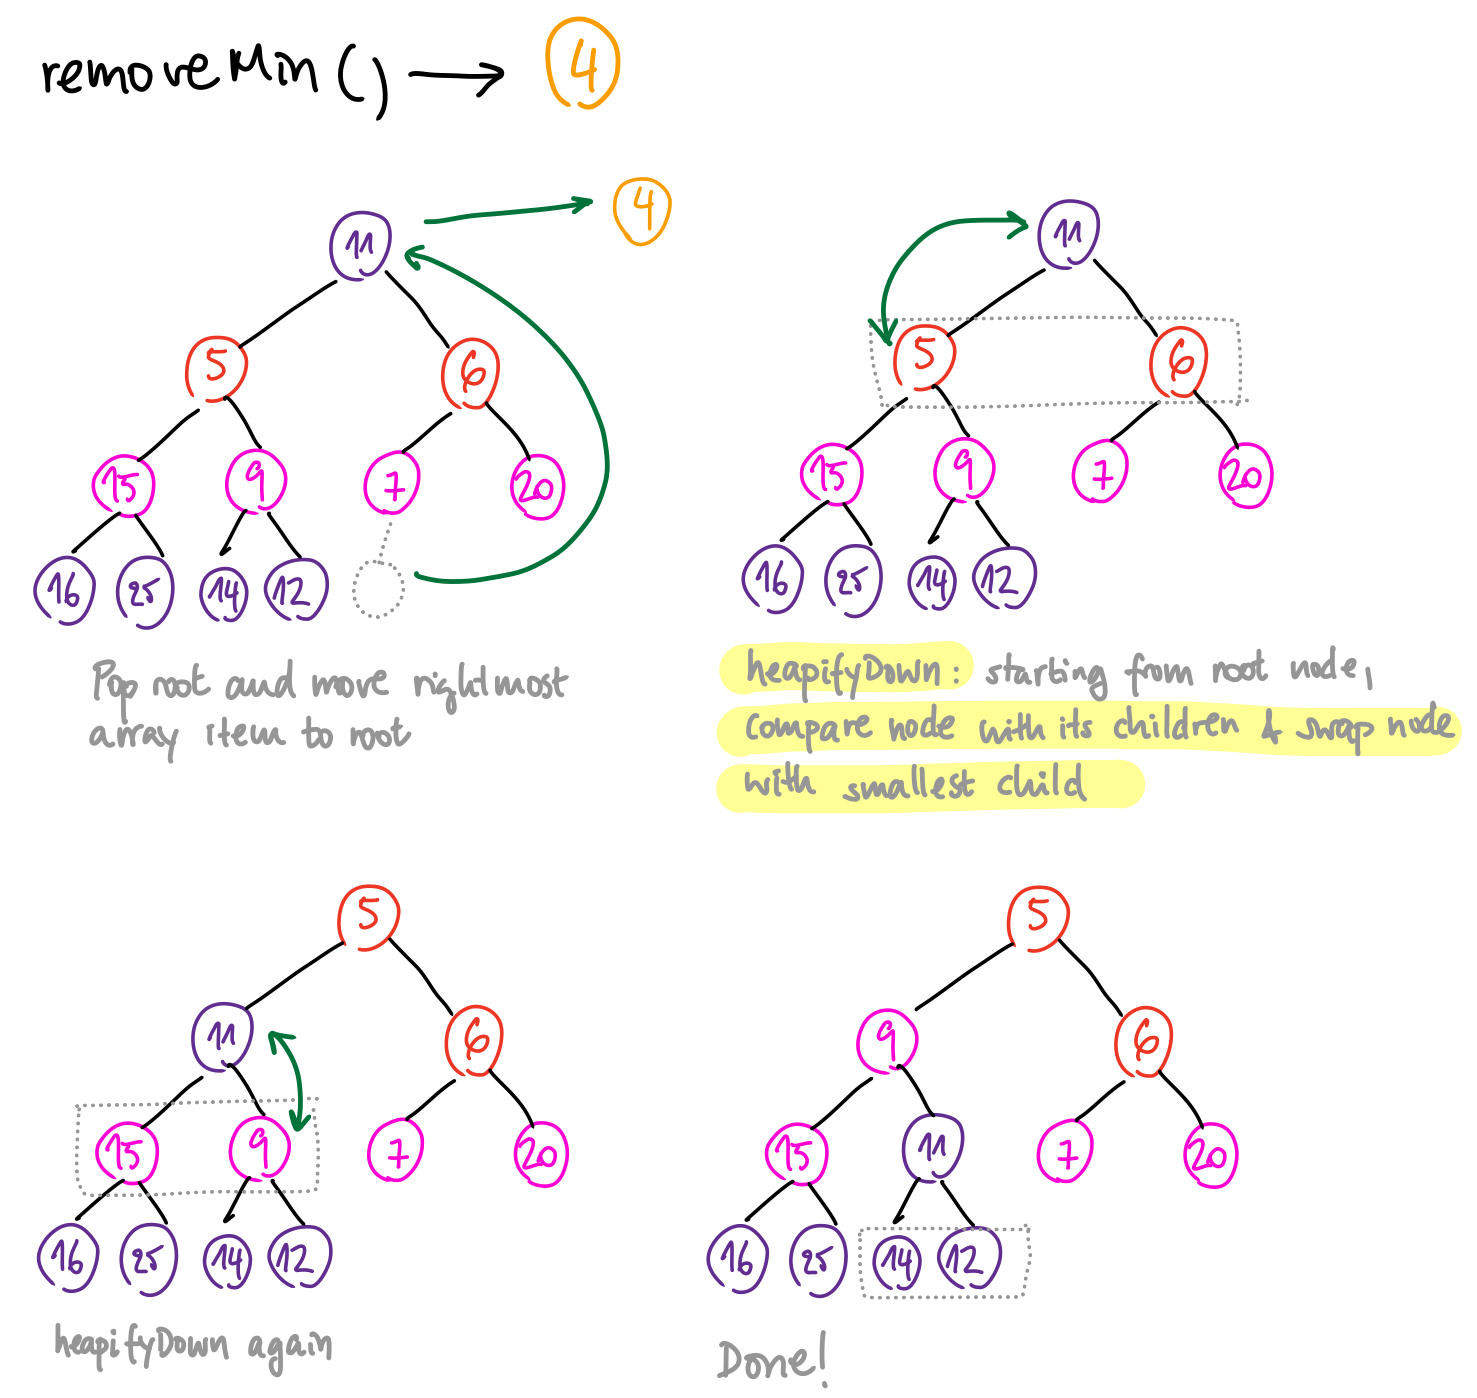 removeMin() → 4
4
11
5 6
15 9 7 20
16 25 14 12
Pop root and move rightmost
array item to root
11
5 6
15 9 7 20
16 25 14 12
heapifyDown: starting from root node,
compare node with its children & swap node
with smallest child
5
11 6
15 9 7 20
16 25 14 12
heapifyDown again
5
9 6
15 11 7 20
16 25 14 12
Done!